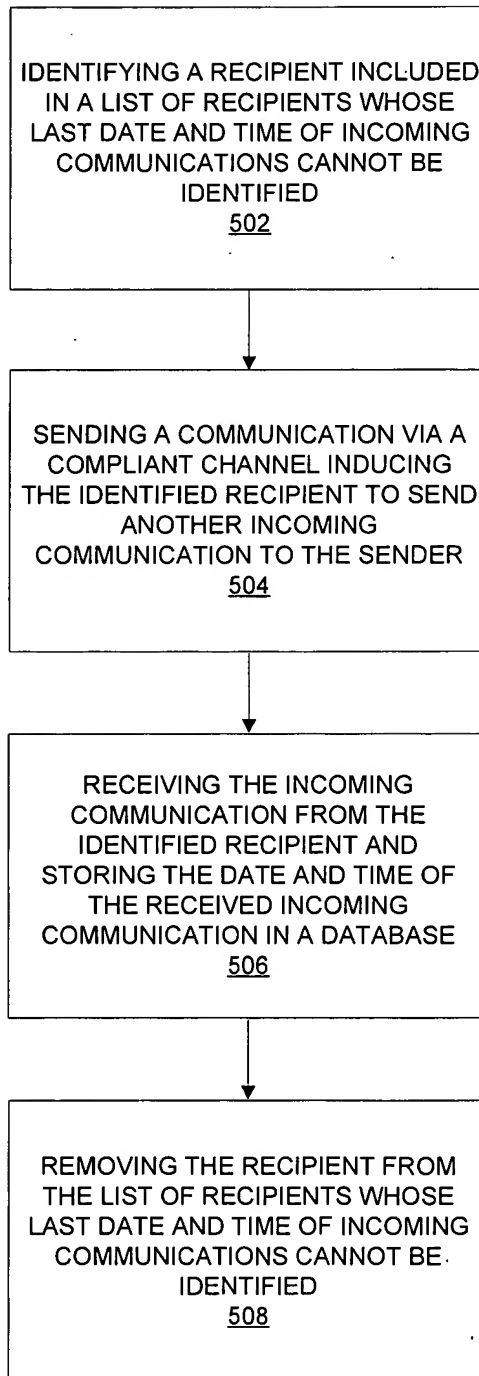 IDENTIFYING A RECIPIENT INCLUDED
IN A LIST OF RECIPIENTS WHOSE
LAST DATE AND TIME OF INCOMING
COMMUNICATIONS CANNOT BE
IDENTIFIED
502
SENDING A COMMUNICATION VIA A
COMPLIANT CHANNEL INDUCING
THE IDENTIFIED RECIPIENT TO SEND
ANOTHER INCOMING
COMMUNICATION TO THE SENDER
504
RECEIVING THE INCOMING
COMMUNICATION FROM THE
IDENTIFIED RECIPIENT AND
STORING THE DATE AND TIME OF
THE RECEIVED INCOMING
COMMUNICATION IN A DATABASE
506
REMOVING THE RECIPIENT FROM
THE LIST OF RECIPIENTS WHOSE
LAST DATE AND TIME OF INCOMING
COMMUNICATIONS CANNOT BE
IDENTIFIED
508